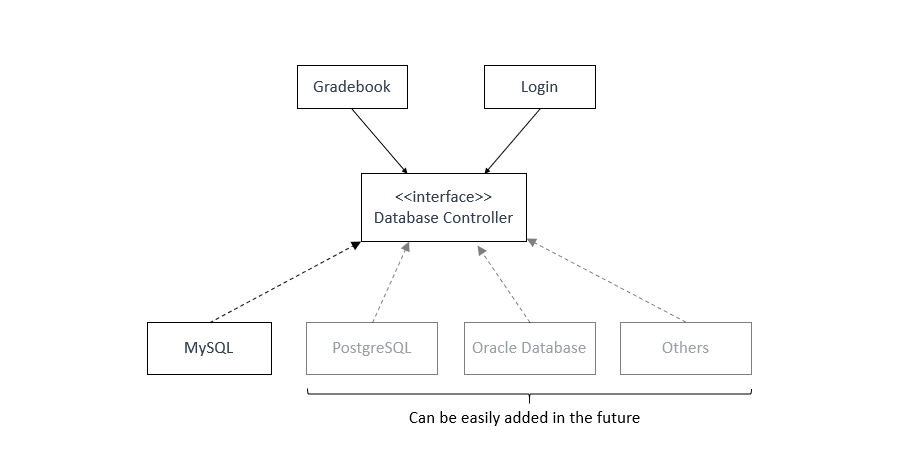 Gradebook
Login
<<interface>>
Database Controller
MySQL
PostgreSQL
Oracle Database
Others
Can be easily added in the future